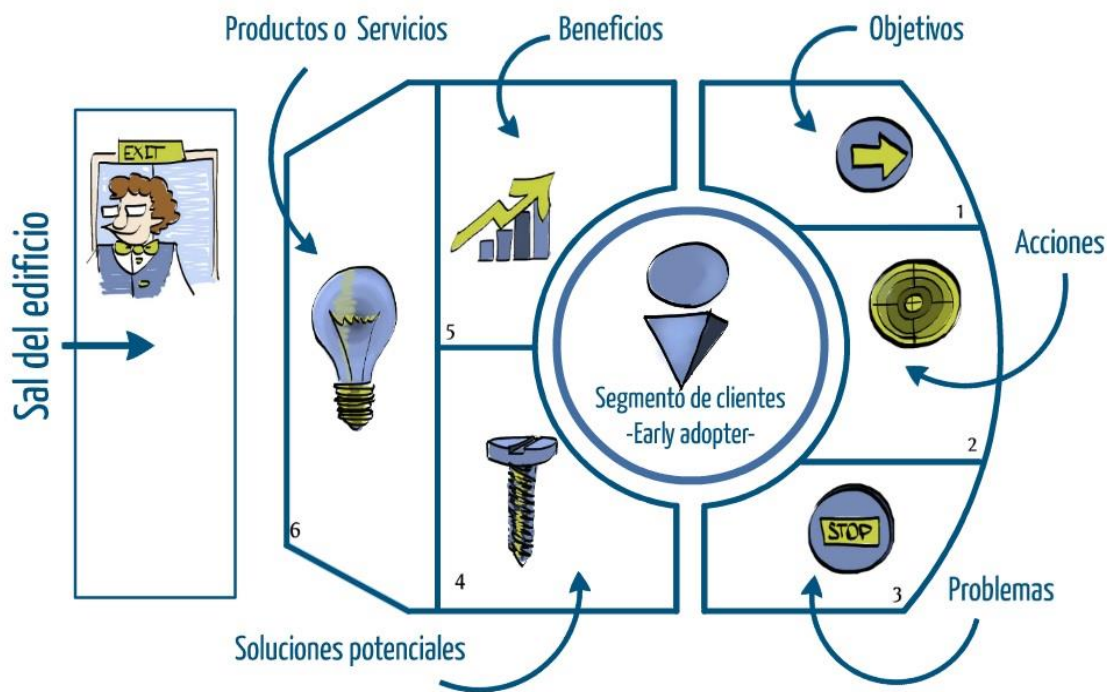 Productos o Servicios
Beneficios
Objetivos
EXIT
1
Acciones
Sal del edificio
5
Segmento de clientes
-Early adopter-
2
6
4
STOP
3
Problemas
Soluciones potenciales